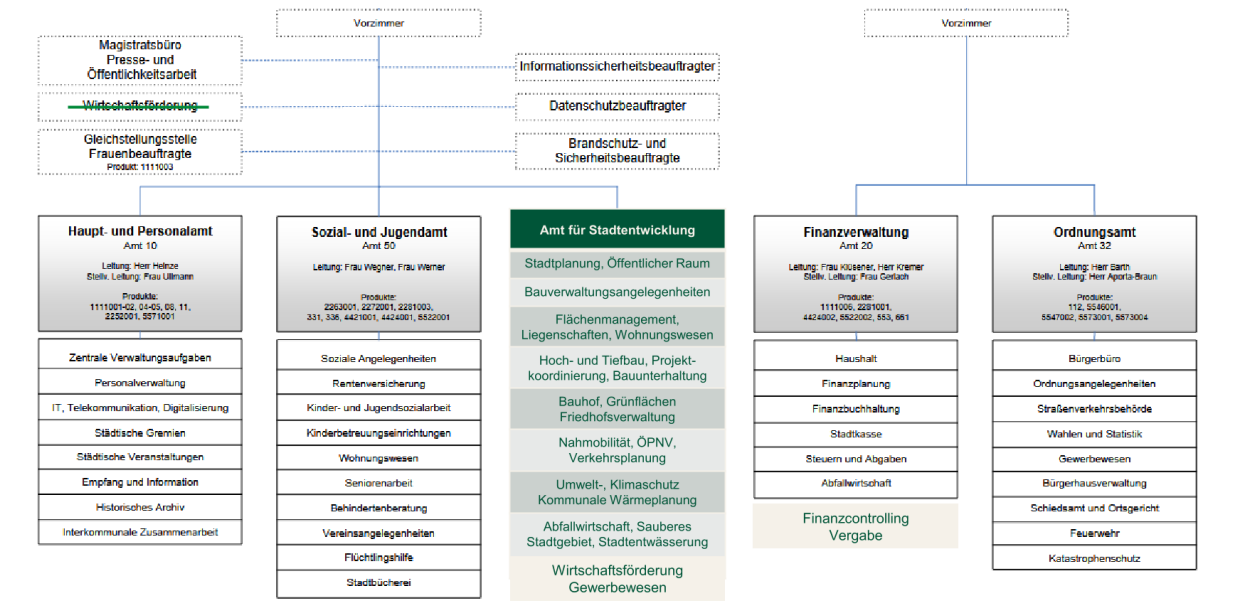 Vorzimmer
Vorzimmer
Magistratsbüro
Presse- und
Öffentlichkeitsarbeit
Informationssicherheitsbeauftragter
Wirtschaftsförderung
Datenschutzbeauftragter
Gleichstellungsstelle
Frauenbeauftragte
Produkt: 1111003
Brandschutz- und
Sicherheitsbeauftragte
Haupt- und Personalamt
Amt 10
Leitung: Herr Heinze
Stellv. Leitung: Frau Ullmann
Produkte:
1111001-02, 04-05, 08, 11,
2252001, 5571001
Zentrale Verwaltungsaufgaben
Personalverwaltung
IT, Telekommunikation, Digitalisierung
Städtische Gremien
Städtische Veranstaltungen
Empfang und Information
Historisches Archiv
Interkommunale Zusammenarbeit
Sozial- und Jugendamt
Amt 50
Leitung: Frau Wegner, Frau Werner
Produkte:
2263001, 2272001, 2281003,
331, 336, 4421001, 4424001, 5522001
Soziale Angelegenheiten
Rentenversicherung
Kinder- und Jugendsozialarbeit
Kinderbetreuungseinrichtungen
Wohnungswesen
Seniorenarbeit
Behindertenberatung
Vereinsangelegenheiten
Flüchtlingshilfe
Stadtbücherei
Amt für Stadtentwicklung
Stadtplanung, Öffentlicher Raum
Bauverwaltungsangelegenheiten
Flächenmanagement,
Liegenschaften, Wohnungswesen
Hoch- und Tiefbau, Projekt-
koordinierung, Bauunterhaltung
Bauhof, Grünflächen
Friedhofsverwaltung
Nahmobilität, ÖPNV,
Verkehrsplanung
Umwelt-, Klimaschutz
Kommunale Wärmeplanung
Abfallwirtschaft, Sauberes
Stadtgebiet, Stadtentwässerung
Wirtschaftsförderung
Gewerbewesen
Finanzverwaltung
Amt 20
Leitung: Frau Klüsener, Herr Kremer
Stellv. Leitung: Frau Gerlach
Produkte:
1111006, 2281001,
4424002, 5522002, 553, 661
Haushalt
Finanzplanung
Finanzbuchhaltung
Stadtkasse
Steuern und Abgaben
Abfallwirtschaft
Finanzcontrolling
Vergabe
Ordnungsamt
Amt 32
Leitung: Herr Barth
Stellv. Leitung: Herr Aporta-Braun
Produkte:
112, 5546001,
5547002, 5573001, 5573004
Bürgerbüro
Ordnungsangelegenheiten
Straßenverkehrsbehörde
Wahlen und Statistik
Gewerbewesen
Bürgerhausverwaltung
Schiedsamt und Ortsgericht
Feuerwehr
Katastrophenschutz